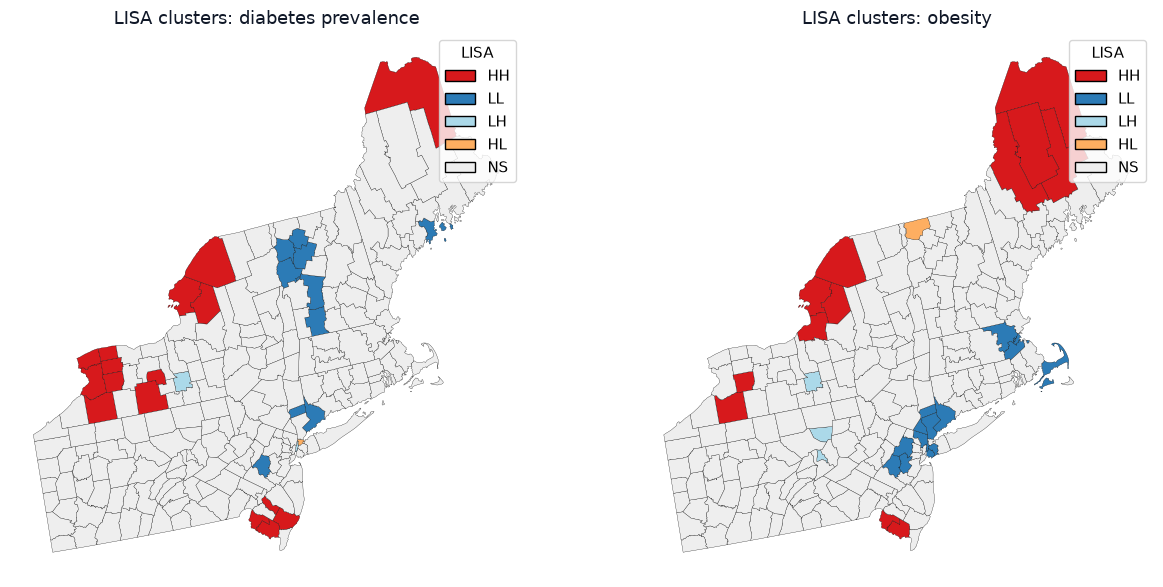 LISA clusters: diabetes prevalence
LISA
HH
LL
LH
HL
NS
LISA clusters: obesity
LISA
HH
LL
LH
HL
NS